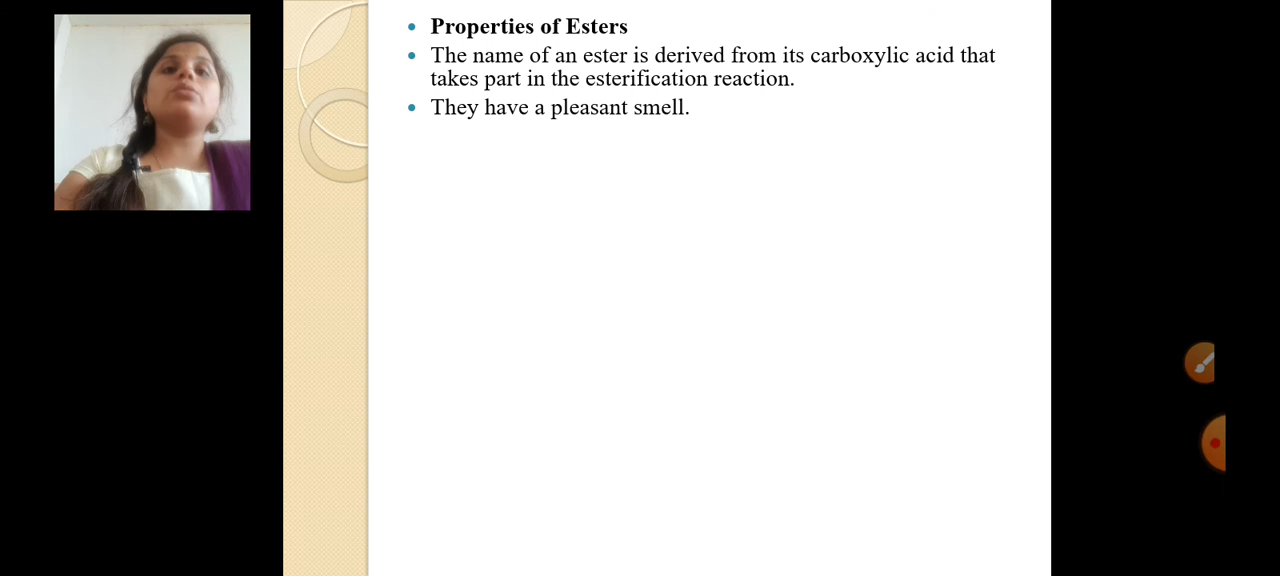 Properties of Esters
The name of an ester is derived from its carboxylic acid that
takes part in the esterification reaction.
They have a pleasant smell.